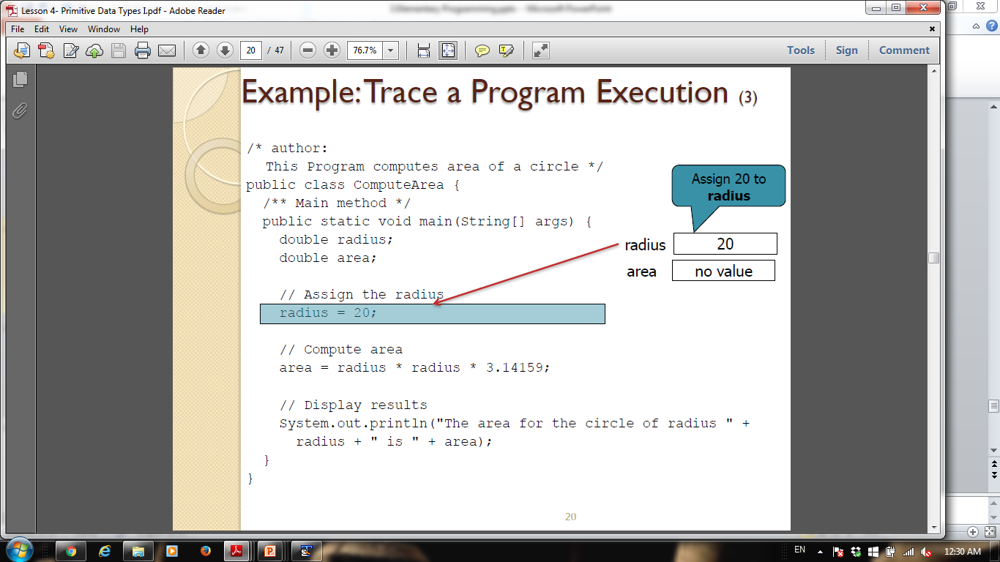 Lesson 4- Primitive Data Types I.pdf - Adobe Reader
3.Elementary Programming.pptx - Microsoft PowerPoint
File Edit View Window Help
20 / 47 76.7% Tools Sign Comment
Example: Trace a Program Execution (3)
/* author:
This Program computes area of a circle */
public class ComputeArea {
/** Main method */
public static void main(String[] args) {
double radius;
double area;
// Assign the radius
radius = 20;
// Compute area
area = radius * radius * 3.14159;
// Display results
System.out.println("The area for the circle of radius " +
radius + " is " + area);
}
}
Assign 20 to
radius
radius 20
area no value
20
EN 12:30 AM